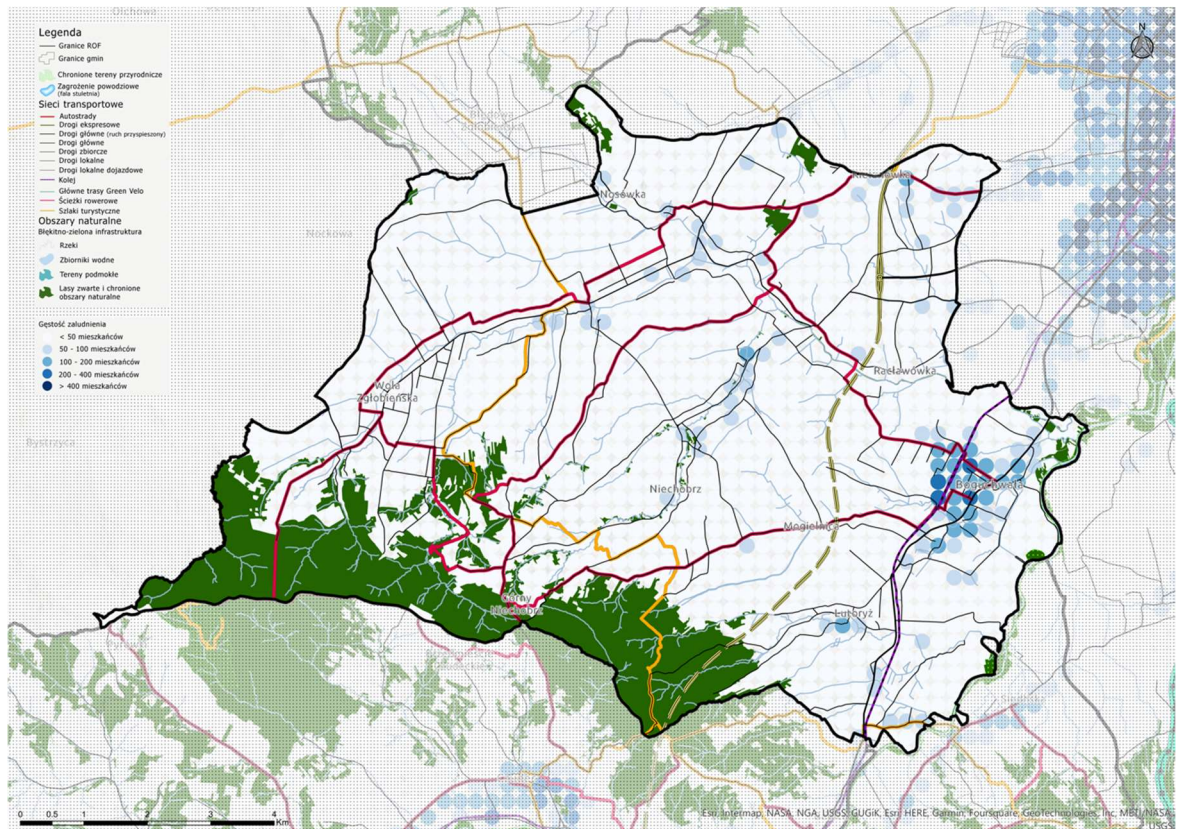 Olchowa
Legenda
Granice ROF
Granice gmin
Chronione tereny przyrodnicze
Zagrożenie powodziowe
(fala stuletnia)
Sieci transportowe
Autostrady
Drogi ekspresowe
Drogi główne (ruch przyspieszony)
Drogi główne
Drogi zbiorcze
Drogi lokalne
Drogi lokalne dojazdowe
Kolej
Główne trasy Green Velo
Ścieżki rowerowe
Szlaki turystyczne
Obszary naturalne
Błękitno-zielona infrastruktura
Rzeki
Zbiorniki wodne
Tereny podmokłe
Lasy zwarte i chronione
obszary naturalne
Gęstość zaludnienia
< 50 mieszkańców
50 - 100 mieszkańców
100 - 200 mieszkańców
200 - 400 mieszkańców
> 400 mieszkańców
N
Nosówka
Nockowa
Racławówka
Wola
Zgłobieńska
Bystrzyca
Niechobrz
Boguchwała
Mogielnica
Górny
Niechobrz
Lutoryż
0 0.5 1 2 4
Km
Esri, Intermap, NASA, NGA, USGS, GUGiK, Esri, HERE, Garmin, Foursquare, GeoTechnologies, Inc, METI/NASA,
USGS